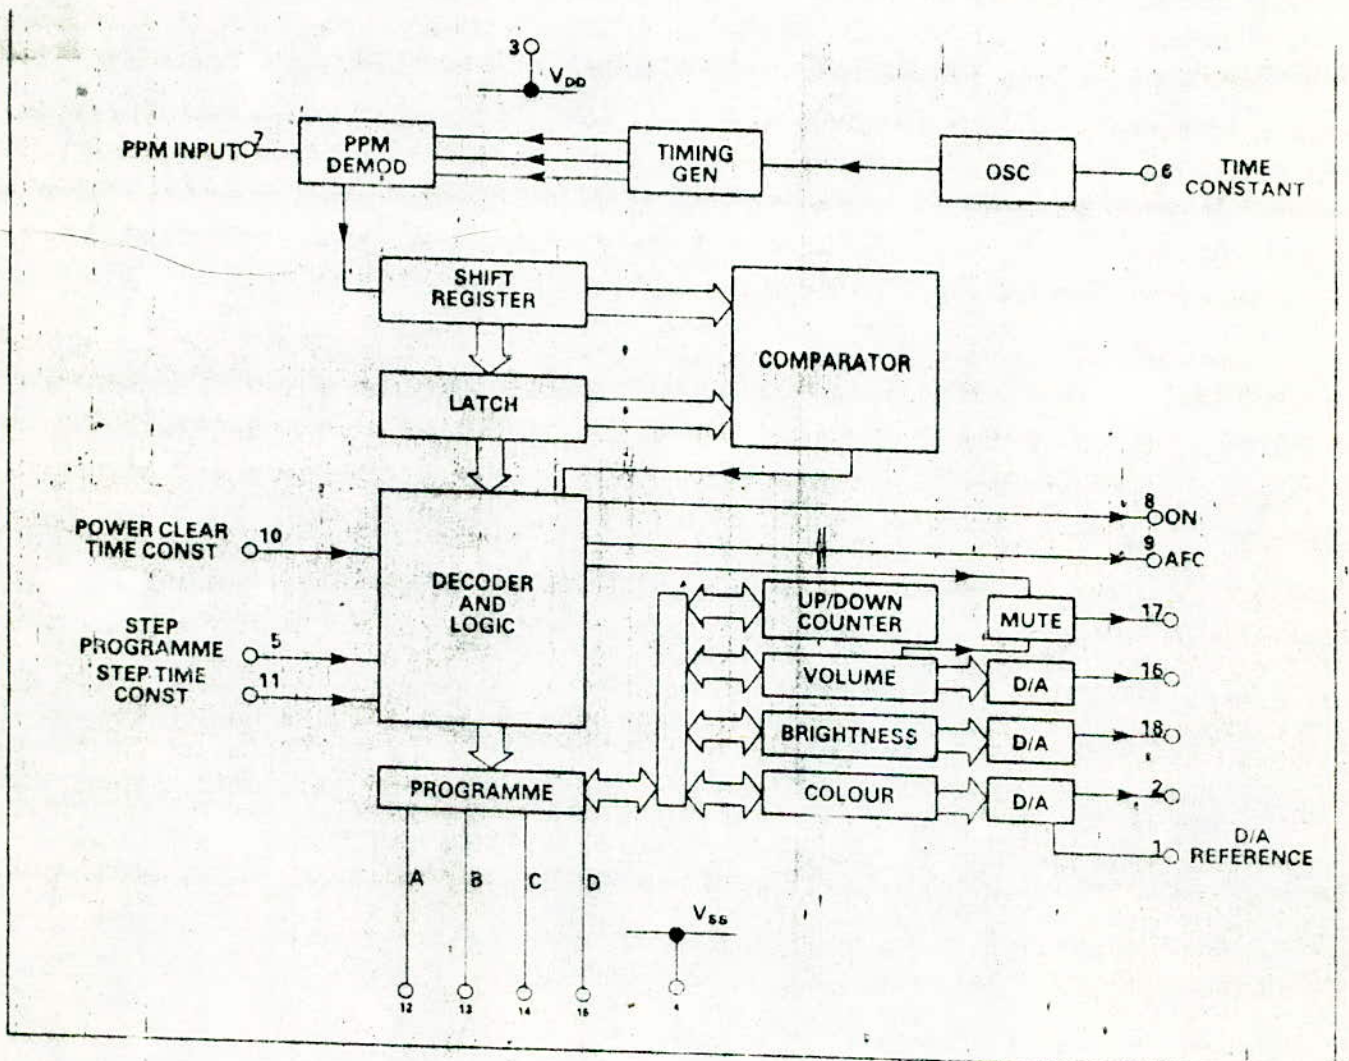 3
VDD
PPM INPUT
7
PPM
DEMOD
TIMING
GEN
OSC
6
TIME
CONSTANT
SHIFT
REGISTER
COMPARATOR
LATCH
POWER CLEAR
TIME CONST
10
DECODER
AND
LOGIC
8
ON
9
AFC
STEP
PROGRAMME
5
STEP TIME
CONST
11
UP/DOWN
COUNTER
MUTE
17
VOLUME
D/A
16
BRIGHTNESS
D/A
18
PROGRAMME
COLOUR
D/A
2
1
D/A
REFERENCE
A
B
C
D
VSS
12
13
14
15
4